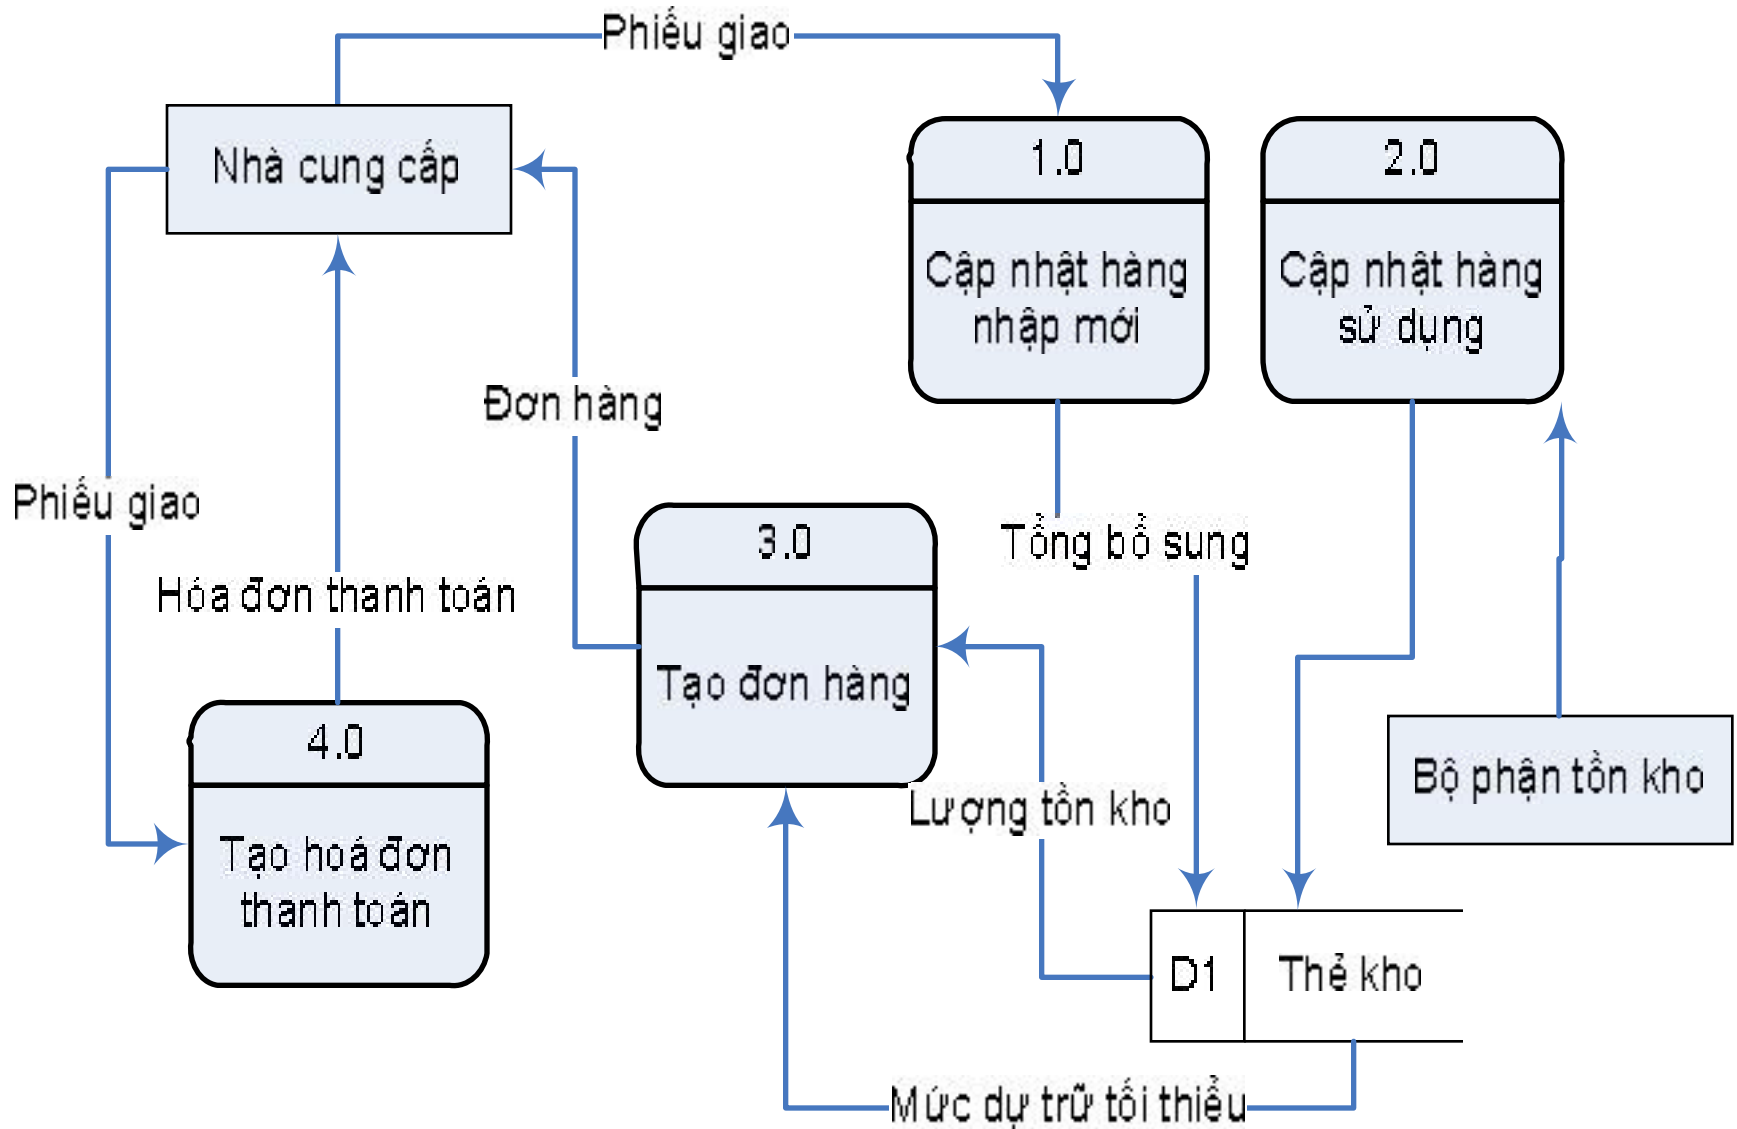 Phiếu giao
Nhà cung cấp
1.0
Cập nhật hàng
nhập mới
2.0
Cập nhật hàng
sử dụng
Đơn hàng
Phiếu giao
3.0
Tạo đơn hàng
Tổng bổ sung
Hóa đơn thanh toán
4.0
Tạo hoá đơn
thanh toán
Lượng tồn kho
Bộ phận tồn kho
D1
Thẻ kho
Mức dự trữ tối thiểu